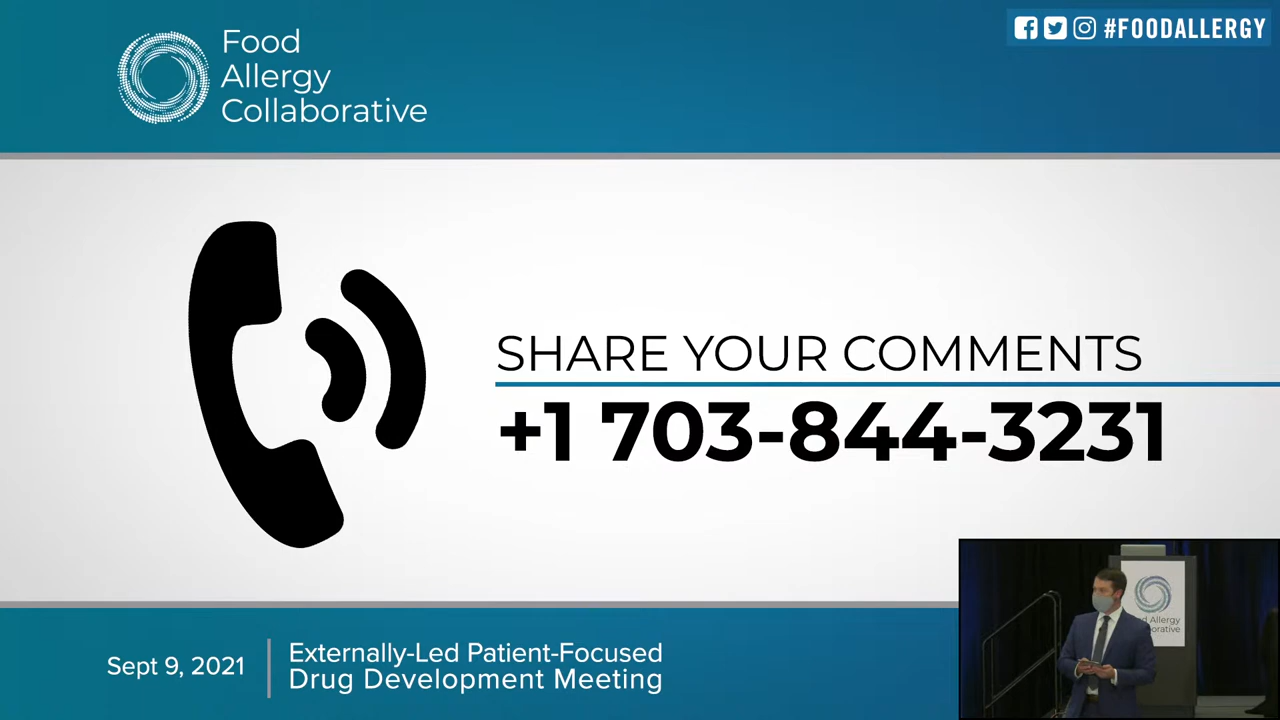 Food
Allergy
Collaborative
#FOODALLERGY
SHARE YOUR COMMENTS
+1 703-844-3231
Sept 9, 2021
Externally-Led Patient-Focused
Drug Development Meeting
Allergy